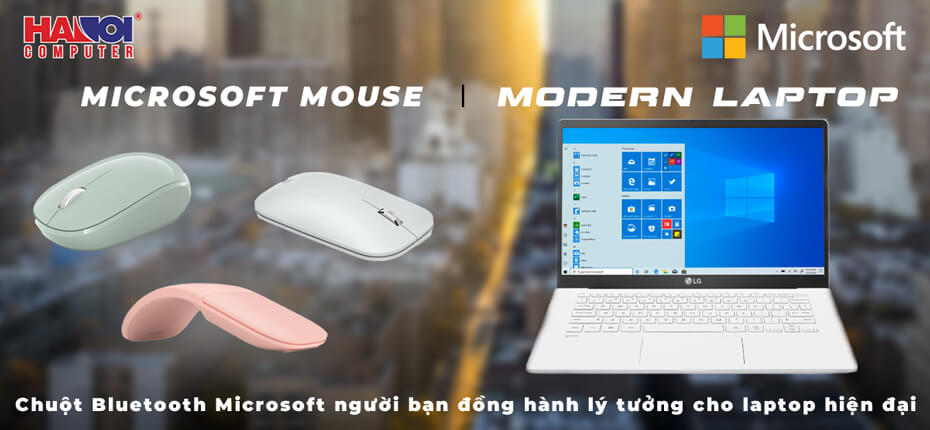 HANOI
COMPUTER
Microsoft
MICROSOFT MOUSE | MODERN LAPTOP
LG
Chuột Bluetooth Microsoft người bạn đồng hành lý tưởng cho laptop hiện đại